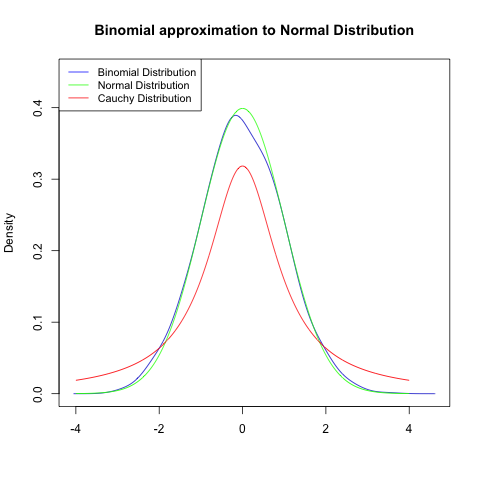 Binomial approximation to Normal Distribution
Binomial Distribution
Normal Distribution
Cauchy Distribution
Density
0.4
0.3
0.2
0.1
0.0
-4 -2 0 2 4